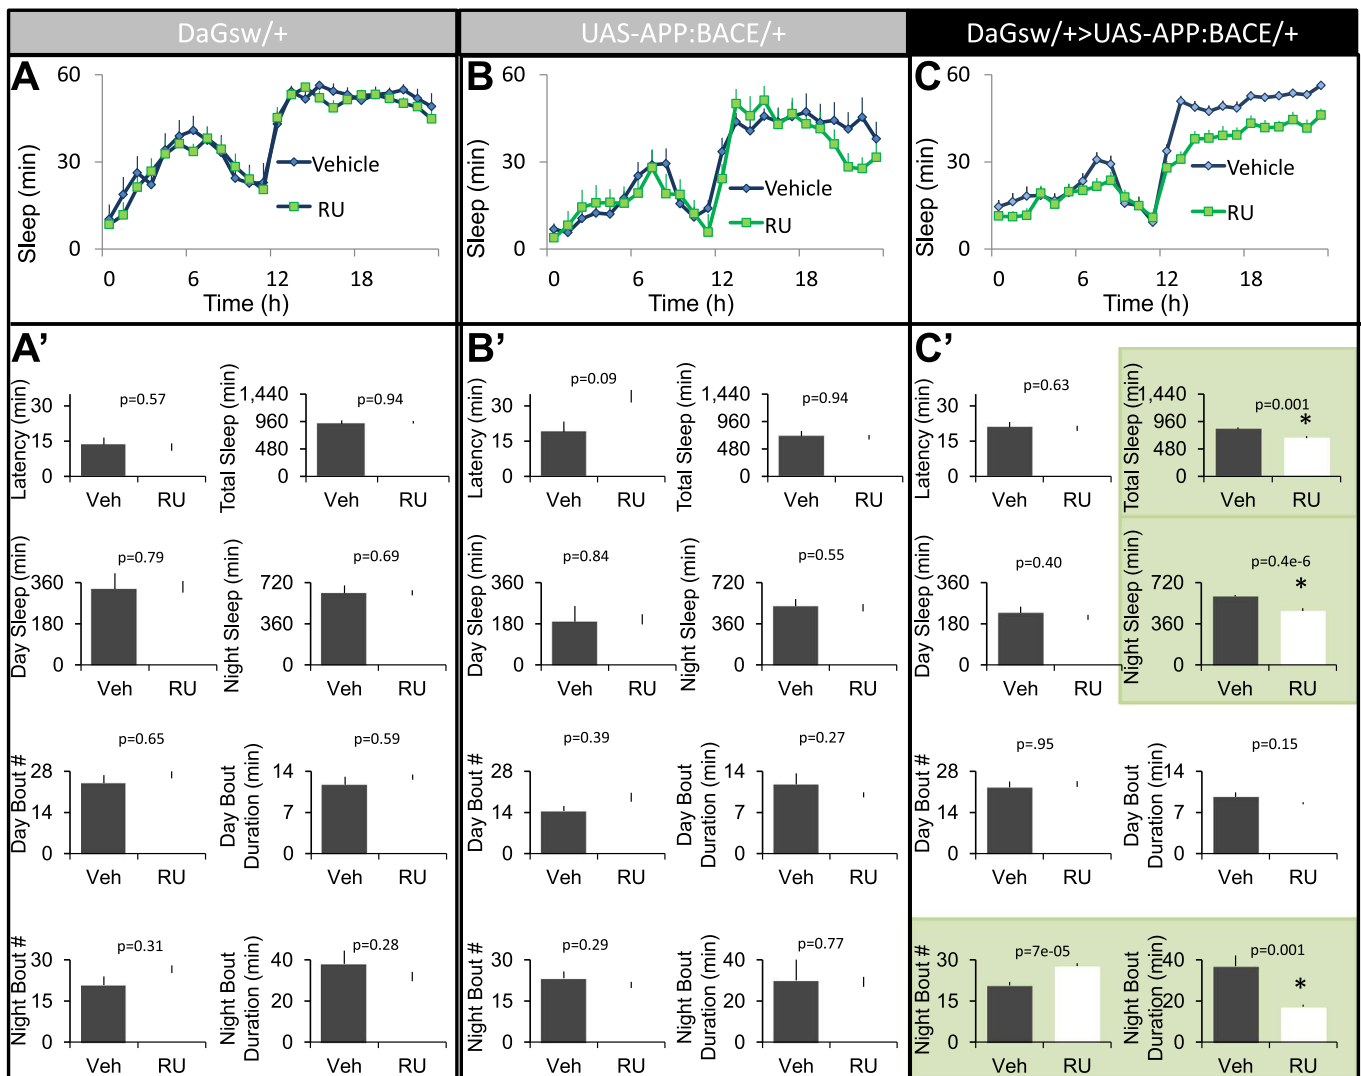 DaGsw/+
UAS-APP:BACE/+
DaGsw/+>UAS-APP:BACE/+
A
Sleep (min)
60
30
0
Vehicle
RU
0 6 12 18
Time (h)
B
Sleep (min)
60
30
0
Vehicle
RU
0 6 12 18
Time (h)
C
Sleep (min)
60
30
0
Vehicle
RU
0 6 12 18
Time (h)
A’
Latency (min)
30
15
0
p=0.57
Veh RU
Total Sleep (min)
1,440
960
480
0
p=0.94
Veh RU
Day Sleep (min)
360
180
0
p=0.79
Veh RU
Night Sleep (min)
720
360
0
p=0.69
Veh RU
Day Bout #
28
14
0
p=0.65
Veh RU
Day Bout
Duration (min)
14
7
0
p=0.59
Veh RU
Night Bout #
30
15
0
p=0.31
Veh RU
Night Bout
Duration (min)
40
20
0
p=0.28
Veh RU
B’
Latency (min)
30
15
0
p=0.09
Veh RU
Total Sleep (min)
1,440
960
480
0
p=0.94
Veh RU
Day Sleep (min)
360
180
0
p=0.84
Veh RU
Night Sleep (min)
720
360
0
p=0.55
Veh RU
Day Bout #
28
14
0
p=0.39
Veh RU
Day Bout
Duration (min)
14
7
0
p=0.27
Veh RU
Night Bout #
30
15
0
p=0.29
Veh RU
Night Bout
Duration (min)
40
20
0
p=0.77
Veh RU
C’
Latency (min)
30
15
0
p=0.63
Veh RU
Total Sleep (min)
1,440
960
480
0
p=0.001
*
Veh RU
Day Sleep (min)
360
180
0
p=0.40
Veh RU
Night Sleep (min)
720
360
0
p=0.4e-6
*
Veh RU
Day Bout #
28
14
0
p=.95
Veh RU
Day Bout
Duration (min)
14
7
0
p=0.15
Veh RU
Night Bout #
30
15
0
p=7e-05
Veh RU
Night Bout
Duration (min)
40
20
0
p=0.001
*
Veh RU